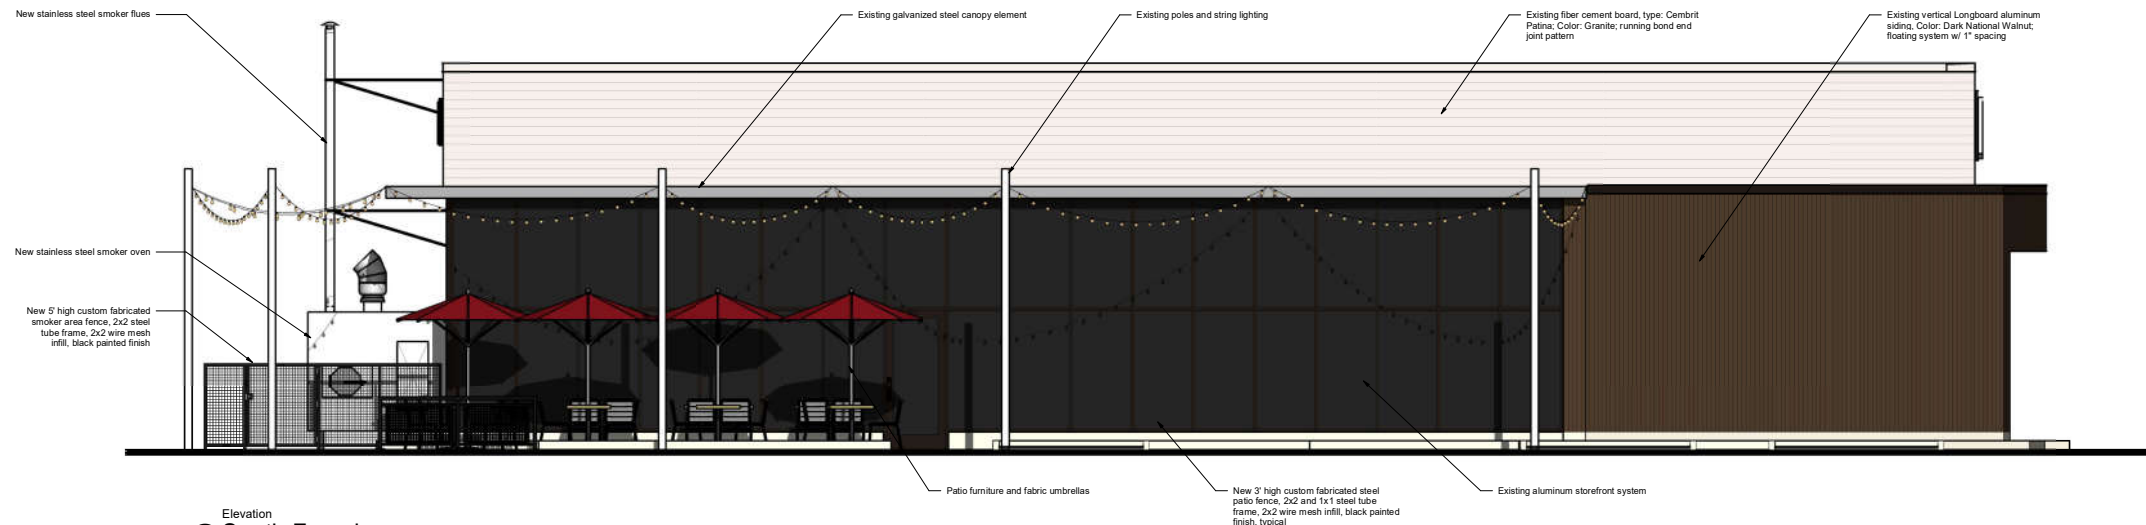 New stainless steel smoker flues
Existing galvanized steel canopy element
Existing poles and string lighting
Existing fiber cement board, type: Cembrit
Patina; Color: Granite; running bond end
joint pattern
Existing vertical Longboard aluminum
siding, Color: Dark National Walnut;
floating system w/ 1" spacing
New stainless steel smoker oven
New 5' high custom fabricated
smoker area fence, 2x2 steel
tube frame, 2x2 wire mesh
infill, black painted finish
Patio furniture and fabric umbrellas
New 3' high custom fabricated steel
patio fence, 2x2 and 1x1 steel tube
frame, 2x2 wire mesh infill, black painted
finish, typical
Existing aluminum storefront system
Elevation